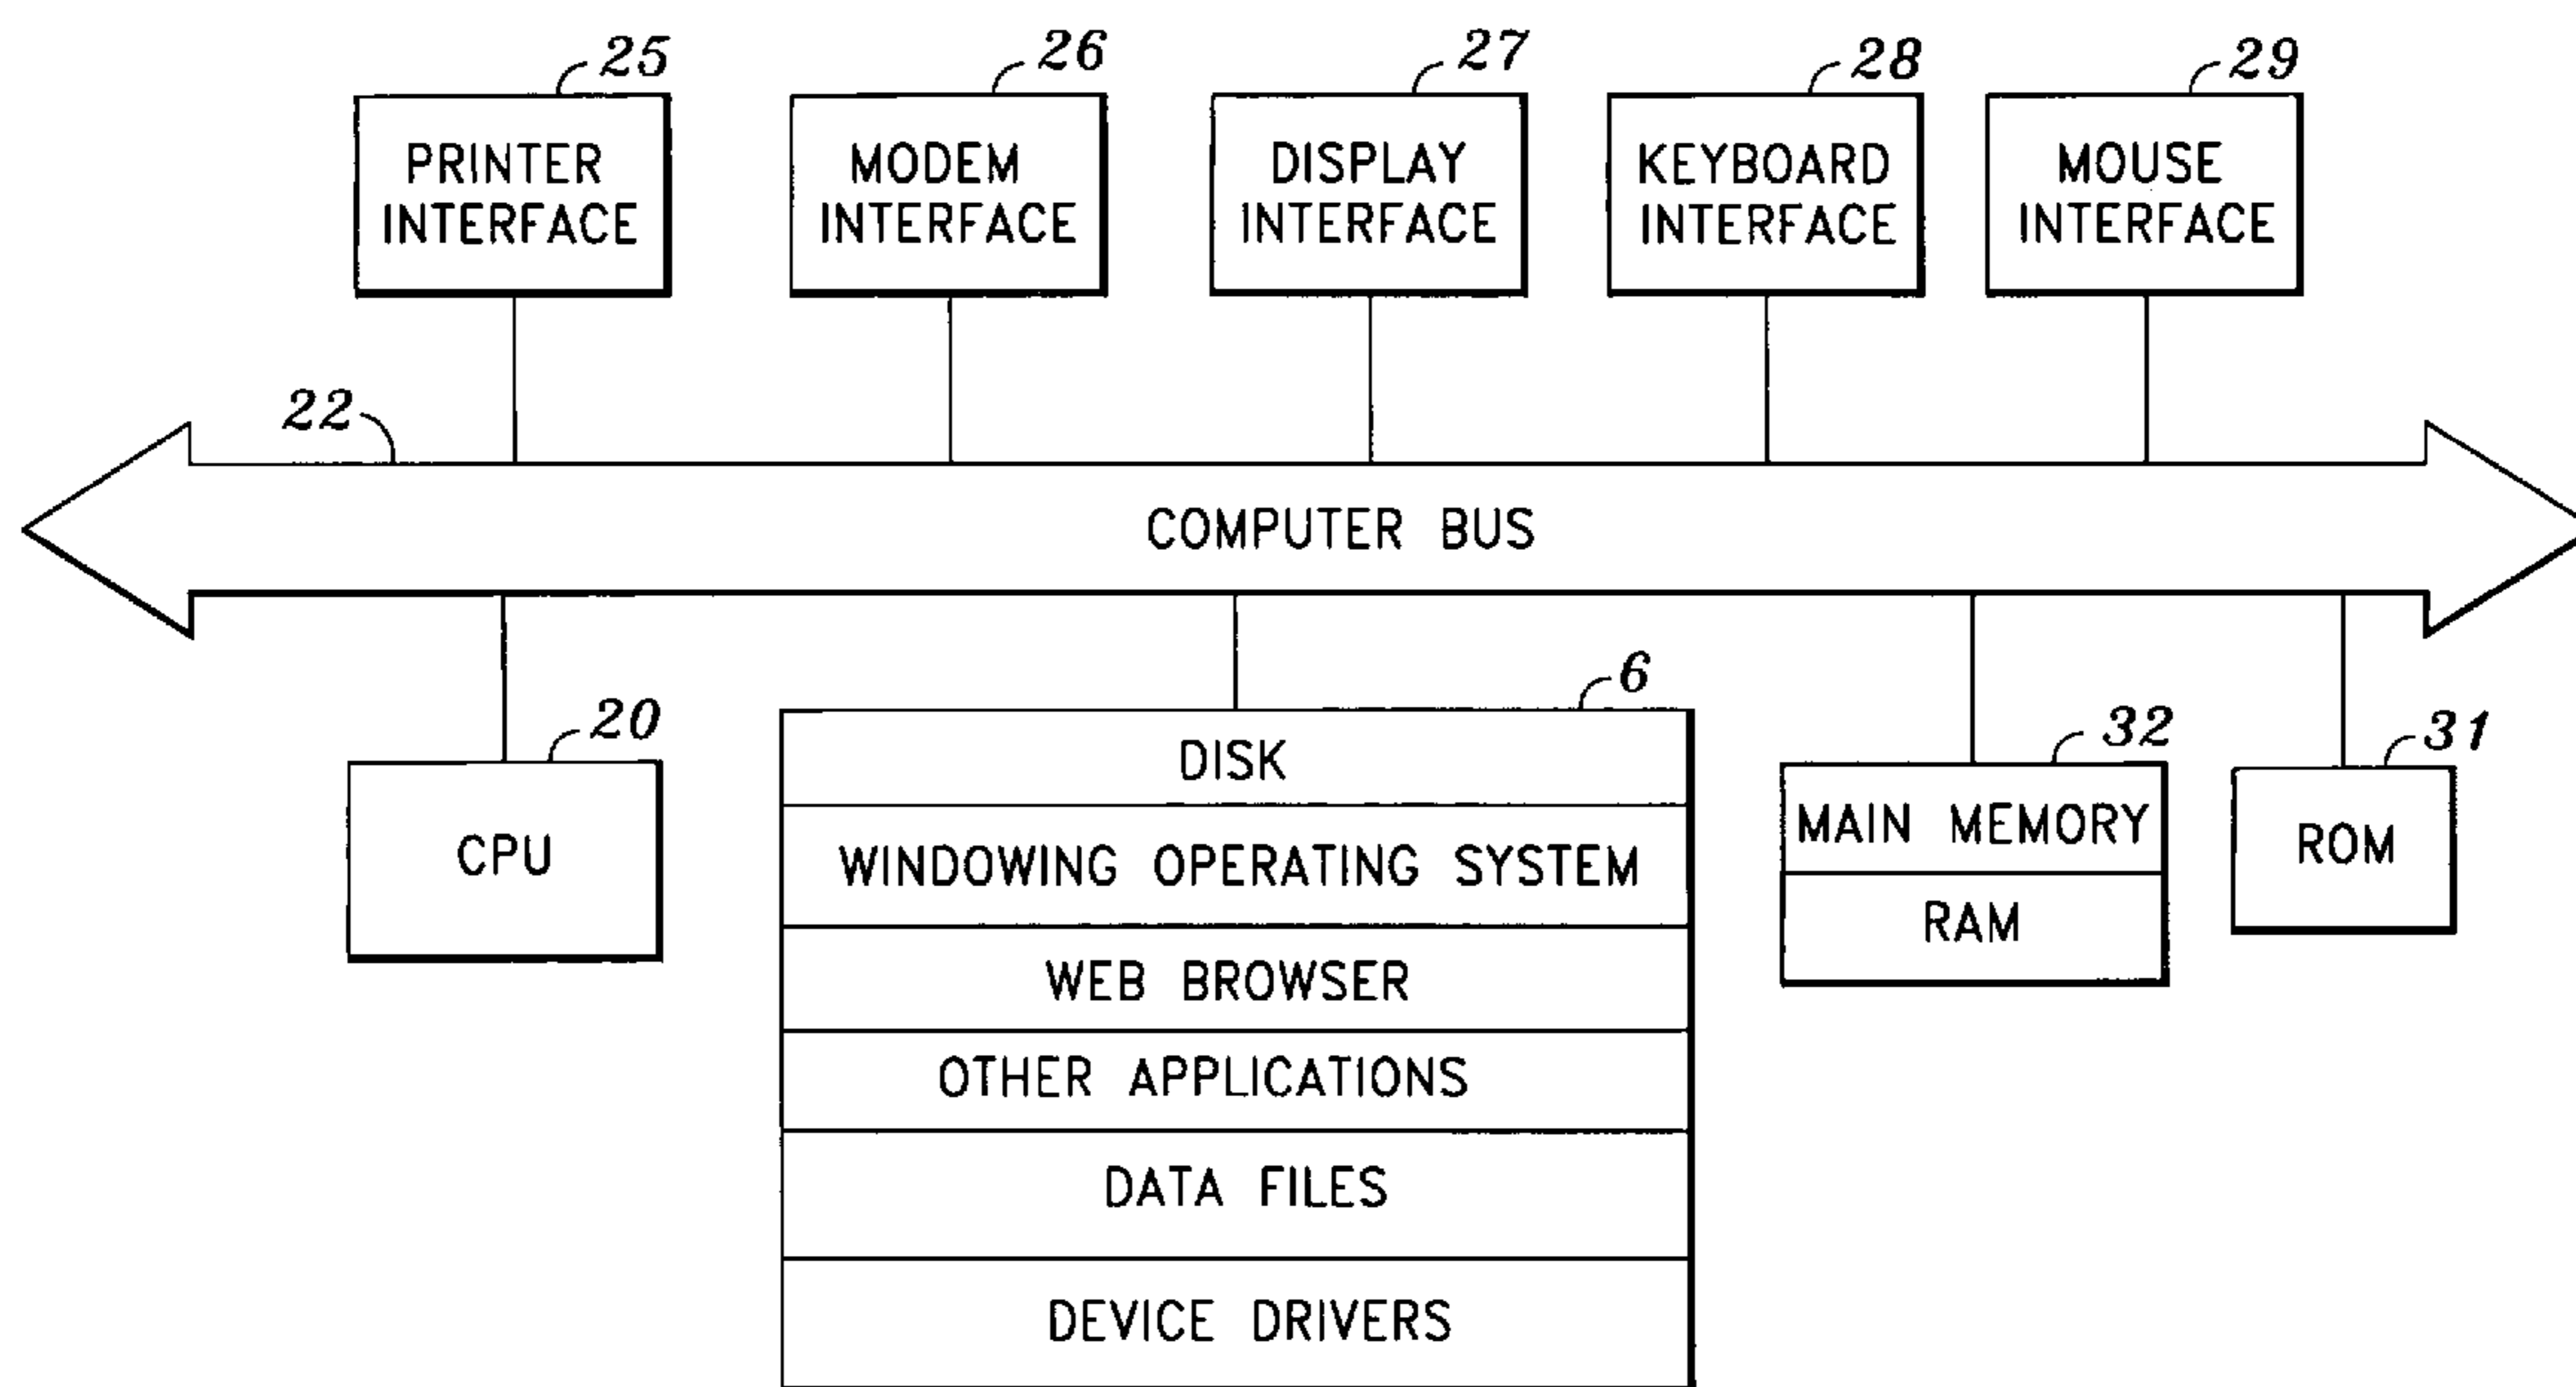 25
26
27
28
29
PRINTER
INTERFACE
MODEM
INTERFACE
DISPLAY
INTERFACE
KEYBOARD
INTERFACE
MOUSE
INTERFACE
22
COMPUTER BUS
20
CPU
6
DISK
WINDOWING OPERATING SYSTEM
WEB BROWSER
OTHER APPLICATIONS
DATA FILES
DEVICE DRIVERS
32
MAIN MEMORY
RAM
31
ROM